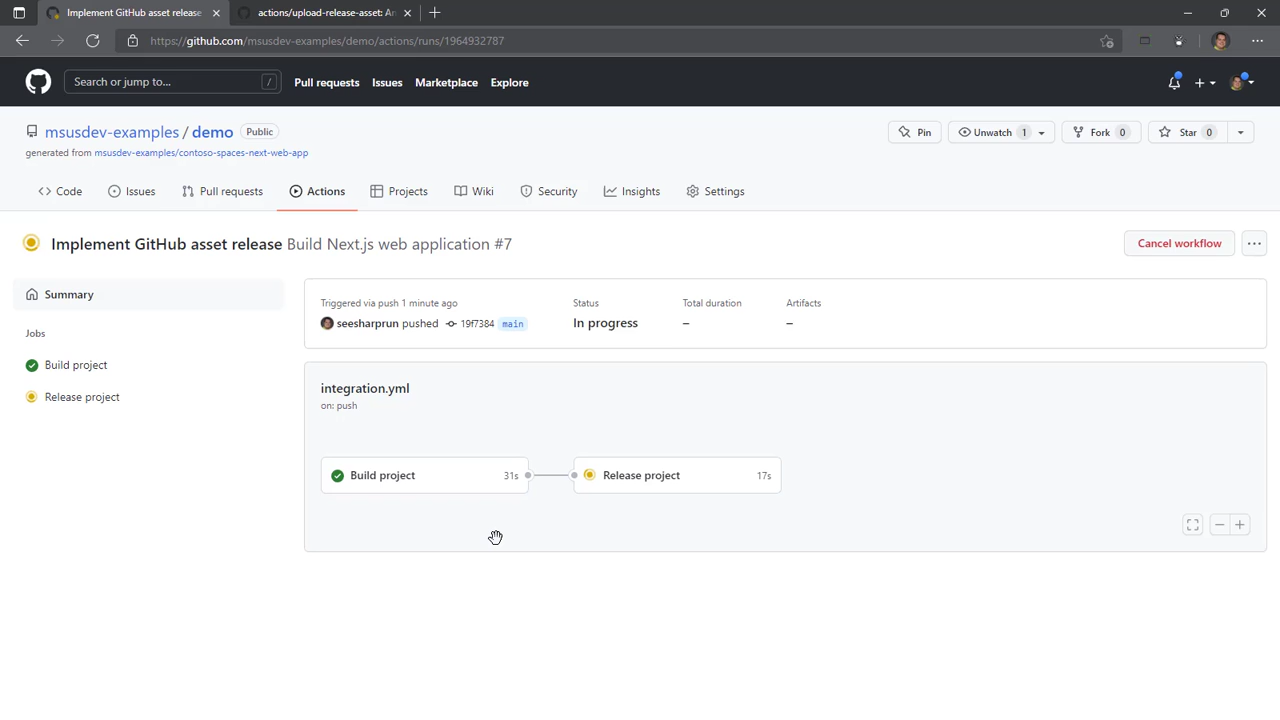 Implement GitHub asset release
actions/upload-release-asset: An
https://github.com/msusdev-examples/demo/actions/runs/1964932787
Search or jump to... /
Pull requests Issues Marketplace Explore
msusdev-examples / demo Public
Pin Unwatch 1 Fork 0 Star 0
generated from msusdev-examples/contoso-spaces-next-web-app
Code Issues Pull requests Actions Projects Wiki Security Insights Settings
Implement GitHub asset release Build Next.js web application #7
Cancel workflow
Summary
Jobs
Build project
Release project
Triggered via push 1 minute ago
seesharprun pushed 19f7384 main
Status
In progress
Total duration
–
Artifacts
–
integration.yml
on: push
Build project 31s
Release project 17s